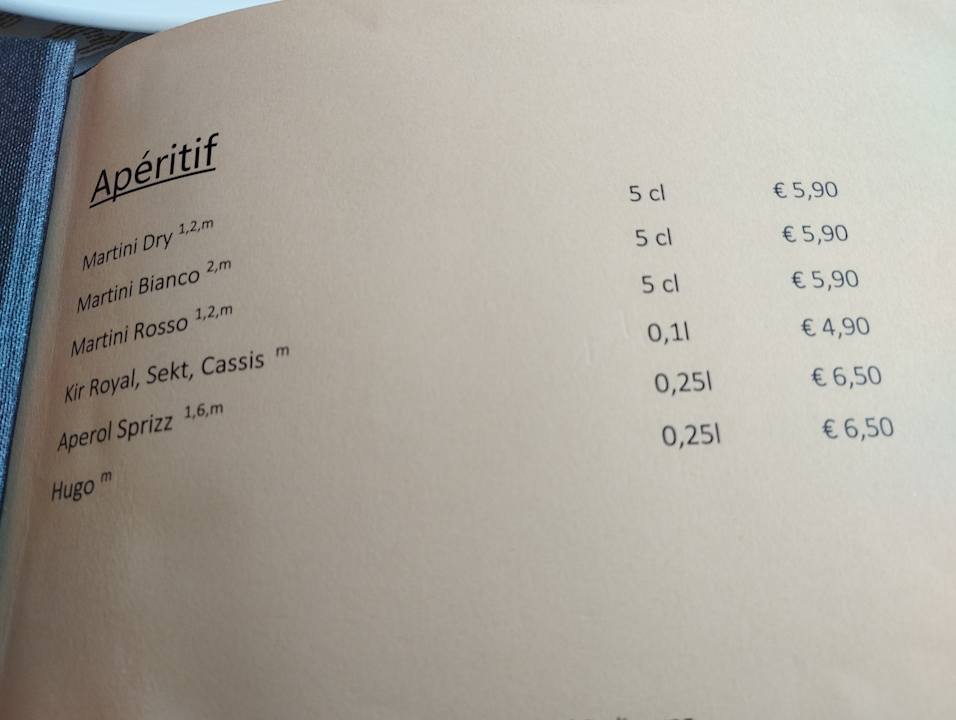 Apéritif
Martini Dry 1,2,m 5 cl € 5,90
Martini Bianco 2,m 5 cl € 5,90
Martini Rosso 1,2,m 5 cl € 5,90
Kir Royal, Sekt, Cassis m 0,1l € 4,90
Aperol Sprizz 1,6,m 0,25l € 6,50
Hugo m 0,25l € 6,50